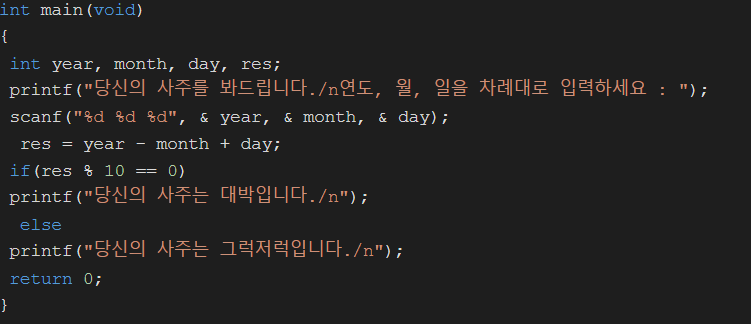 int main(void)
{
int year, month, day, res;
printf("당신의 사주를 봐드립니다./n연도, 월, 일을 차례대로 입력하세요 : ");
scanf("%d %d %d", & year, & month, & day);
res = year - month + day;
if(res % 10 == 0)
printf("당신의 사주는 대박입니다./n");
else
printf("당신의 사주는 그럭저럭입니다./n");
return 0;
}